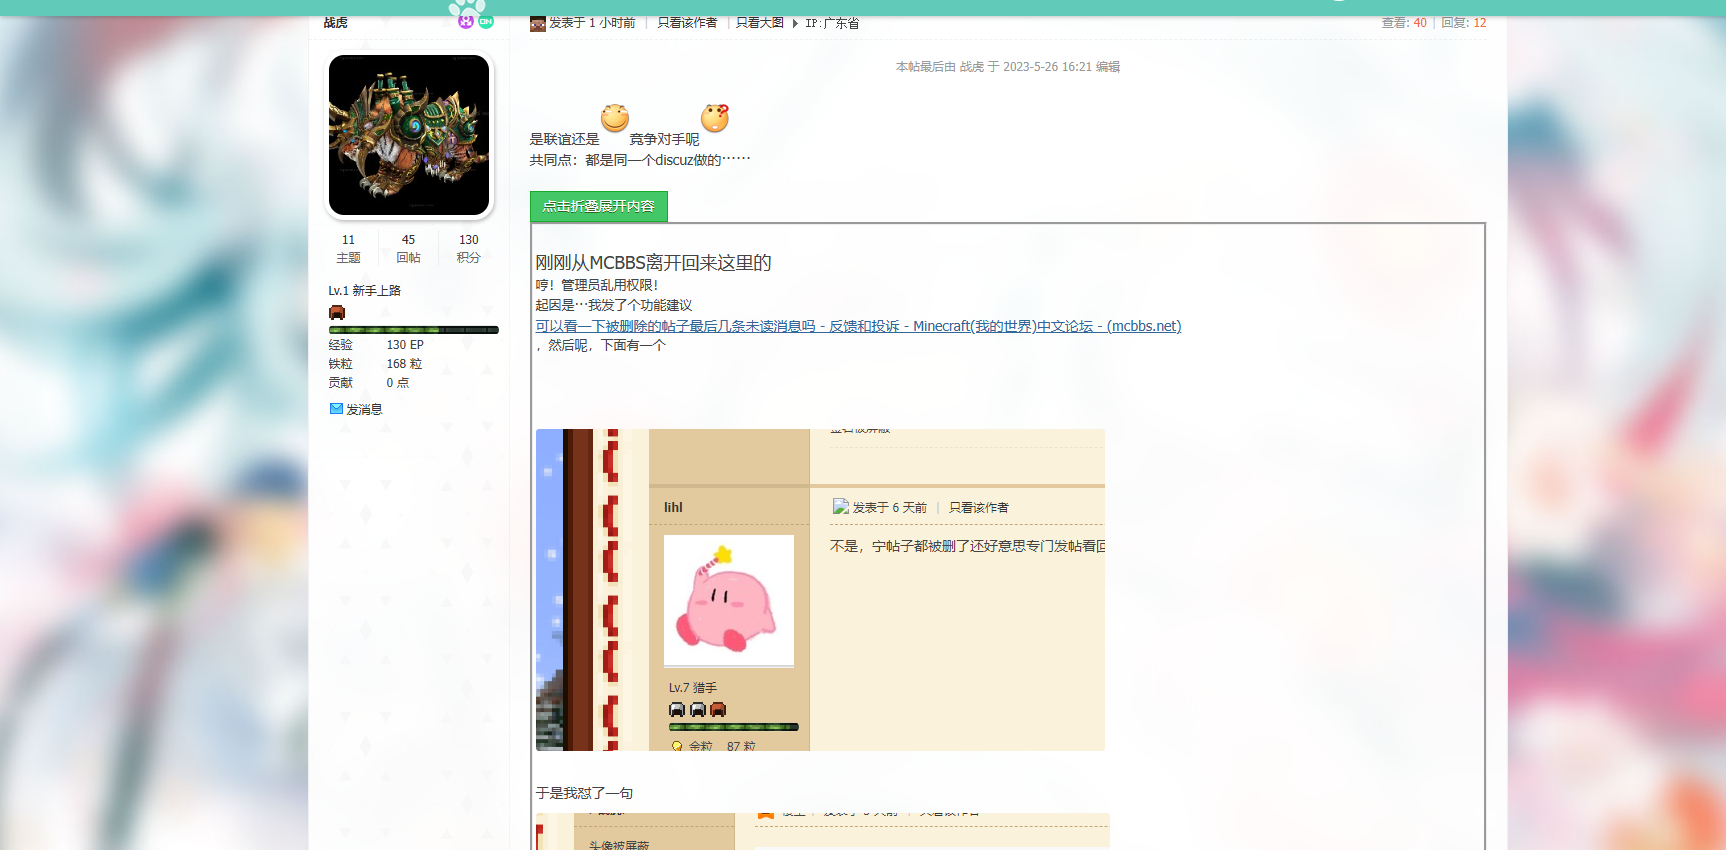 战虎
发表于 1 小时前 | 只看该作者 | 只看大图 IP:广东省
查看: 40 | 回复: 12
本帖最后由 战虎 于 2023-5-26 16:21 编辑
是联谊还是 竞争对手呢
共同点：都是同一个discuz做的……
点击折叠展开内容
11 45 130
主题 回帖 积分
Lv.1 新手上路
经验 130 EP
铁粒 168 粒
贡献 0 点
发消息
刚刚从MCBBS离开回来这里的
哼！管理员乱用权限！
起因是…我发了个功能建议
可以看一下被删除的帖子最后几条未读消息吗 - 反馈和投诉 - Minecraft(我的世界)中文论坛 - (mcbbs.net)
，然后呢，下面有一个
lihl
发表于 6 天前 | 只看该作者
不是，宁帖子都被删了还好意思专门发帖看回
Lv.7 猎手
金粒 87 粒
于是我怼了一句
头像被屏蔽